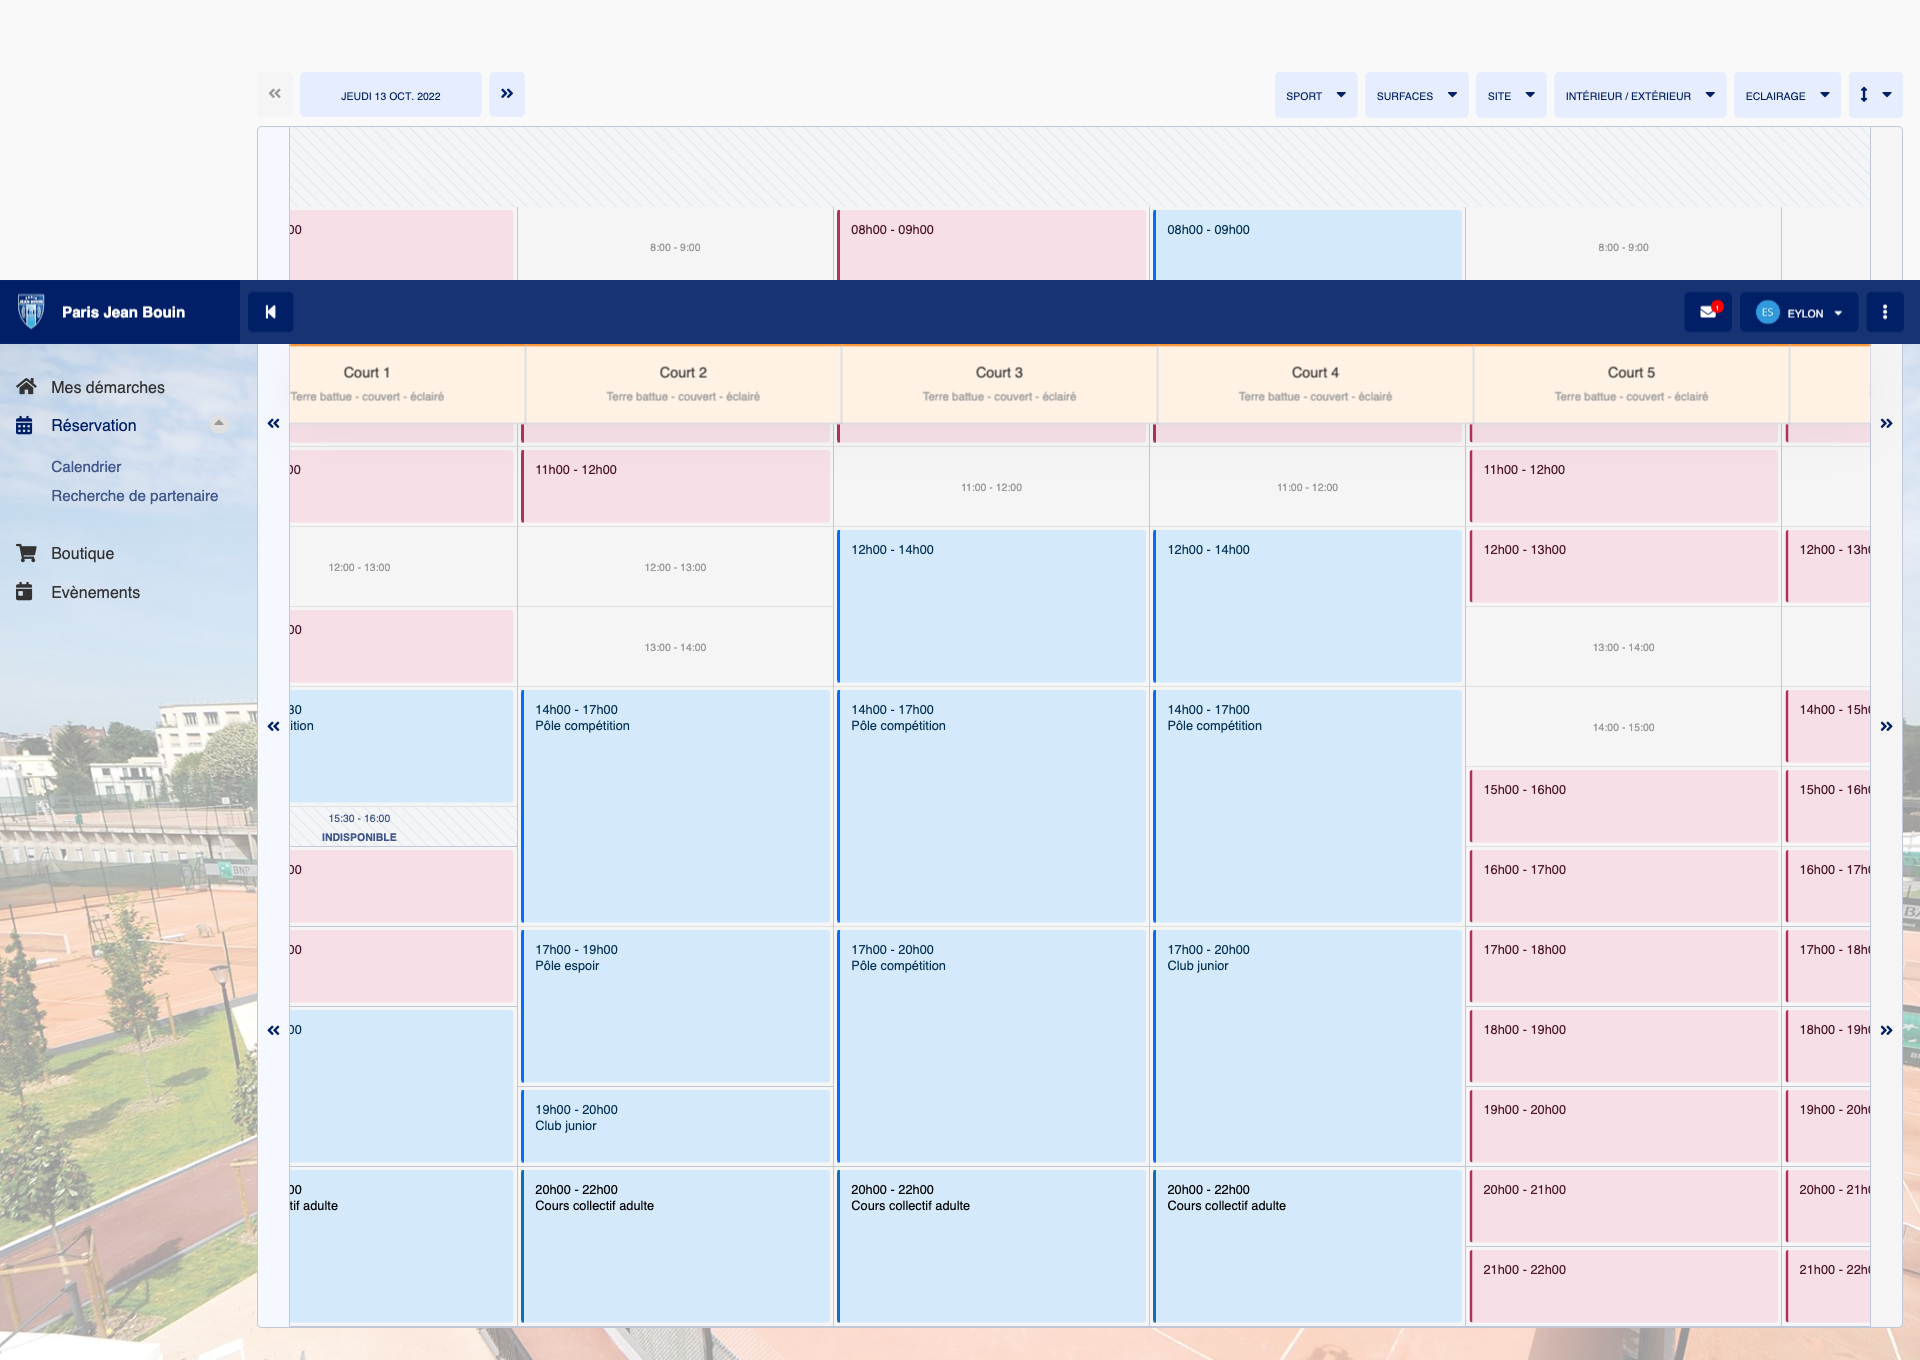 JEUDI 13 OCT. 2022
SPORT
SURFACES
SITE
INTÉRIEUR / EXTÉRIEUR
ECLAIRAGE
00
8:00 - 9:00
08h00 - 09h00
08h00 - 09h00
8:00 - 9:00
Paris Jean Bouin
1
ES
EYLON
Mes démarches
Réservation
Calendrier
Recherche de partenaire
Boutique
Evènements
Court 1
Terre battue - couvert - éclairé
Court 2
Terre battue - couvert - éclairé
Court 3
Terre battue - couvert - éclairé
Court 4
Terre battue - couvert - éclairé
Court 5
Terre battue - couvert - éclairé
00
11h00 - 12h00
11:00 - 12:00
11:00 - 12:00
11h00 - 12h00
12:00 - 13:00
12:00 - 13:00
12h00 - 14h00
12h00 - 14h00
12h00 - 13h00
12h00 - 13h
00
13:00 - 14:00
13:00 - 14:00
30
ition
14h00 - 17h00
Pôle compétition
14h00 - 17h00
Pôle compétition
14h00 - 17h00
Pôle compétition
14:00 - 15:00
14h00 - 15h
15:30 - 16:00
INDISPONIBLE
15h00 - 16h00
15h00 - 16h
00
16h00 - 17h00
16h00 - 17h
00
17h00 - 19h00
Pôle espoir
17h00 - 20h00
Pôle compétition
17h00 - 20h00
Club junior
17h00 - 18h00
17h00 - 18h
00
18h00 - 19h00
18h00 - 19h
19h00 - 20h00
Club junior
19h00 - 20h00
19h00 - 20h
00
tif adulte
20h00 - 22h00
Cours collectif adulte
20h00 - 22h00
Cours collectif adulte
20h00 - 22h00
Cours collectif adulte
20h00 - 21h00
20h00 - 21h
21h00 - 22h00
21h00 - 22h
BNP